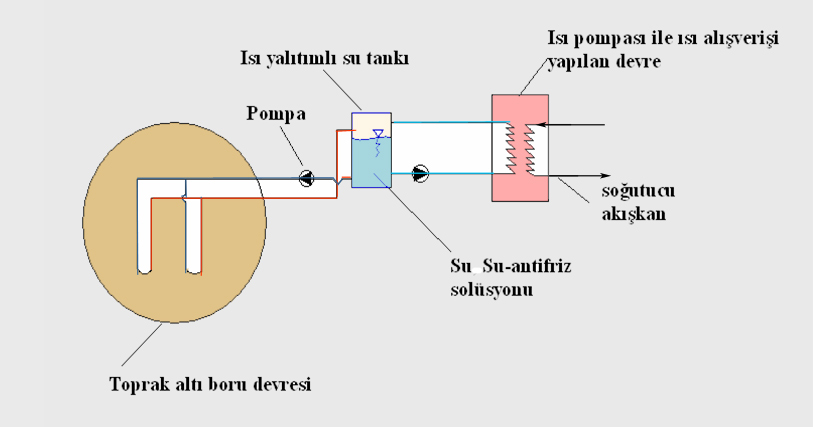 Isı pompası ile ısı alışverişi
yapılan devre
Isı yalıtımlı su tankı
Pompa
soğutucu
akışkan
Su Su-antifriz
solüsyonu
Toprak altı boru devresi